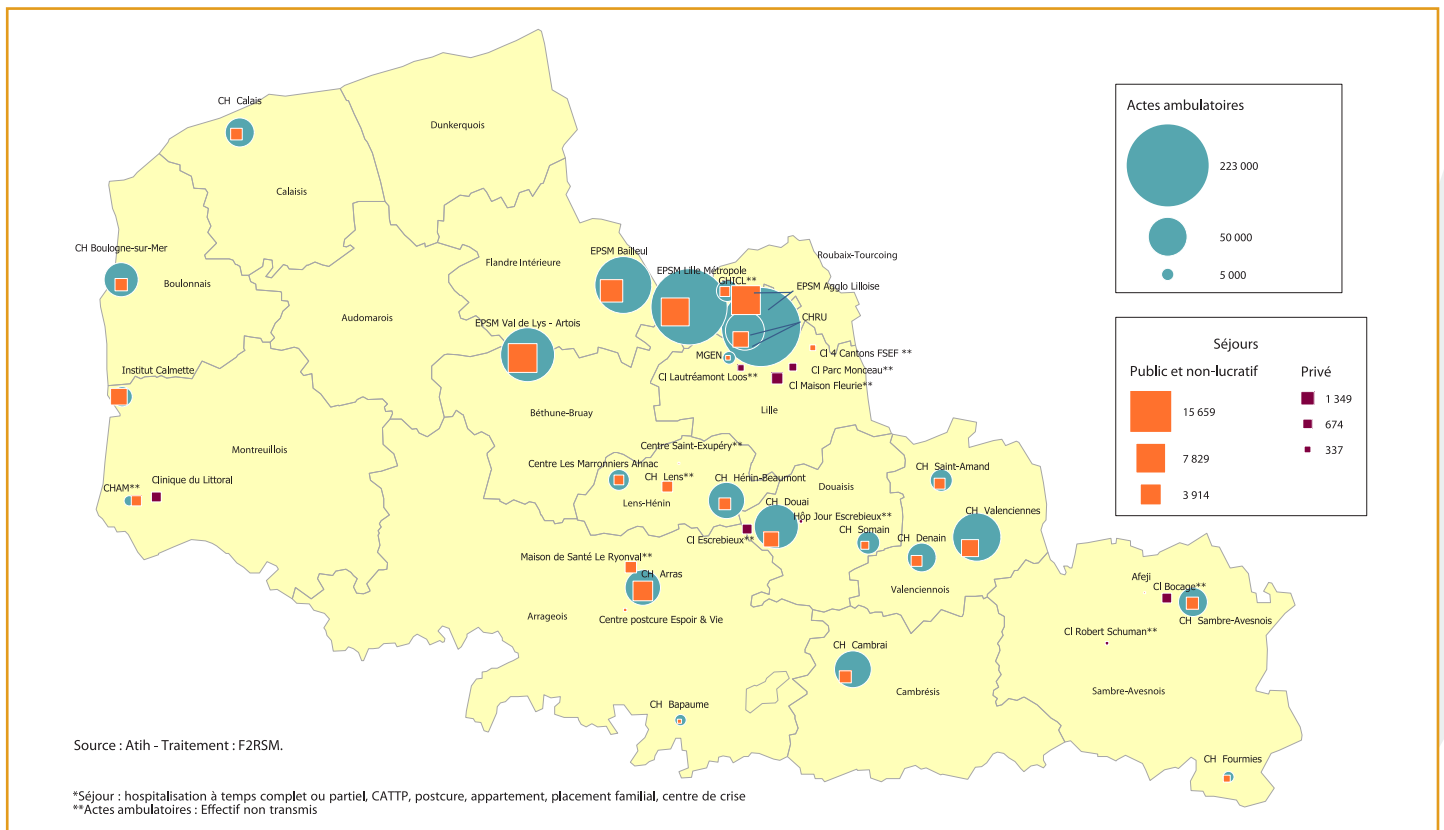 CH Calais
Dunkerquois
Calaisis
CH Boulogne-sur-Mer
Boulonnais
Flandre Intérieure
EPSM Bailleul
EPSM Lille Métropole
GHICL**
Roubaix-Tourcoing
EPSM Agglo Lilloise
CHRU
Audomarois
EPSM Val de Lys - Artois
MGEN
Cl 4 Cantons FSEF **
Cl Lautréamont Loos**
Cl Parc Monceau**
Cl Maison Fleurie**
Lille
Institut Calmette
Béthune-Bruay
Montreuillois
Centre Saint-Exupéry**
Centre Les Marronniers Ahnac
CH Lens**
CH Hénin-Beaumont
Lens-Hénin
Douaisis
CH Saint-Amand
CHAM**
Clinique du Littoral
CH Douai
Hôp Jour Escrebieux**
CH Valenciennes
Cl Escrebieux**
CH Somain
CH Denain
Maison de Santé Le Ryonval**
CH Arras
Valenciennois
Arrageois
Centre postcure Espoir & Vie
Afeji
Cl Bocage**
CH Sambre-Avesnois
Cl Robert Schuman**
CH Cambrai
Cambrésis
Sambre-Avesnois
CH Bapaume
CH Fourmies
Actes ambulatoires
223 000
50 000
5 000
Séjours
Public et non-lucratif
Privé
15 659
1 349
7 829
674
3 914
337
Source : Atih - Traitement : F2RSM.
*Séjour : hospitalisation à temps complet ou partiel, CATTP, postcure, appartement, placement familial, centre de crise
**Actes ambulatoires : Effectif non transmis